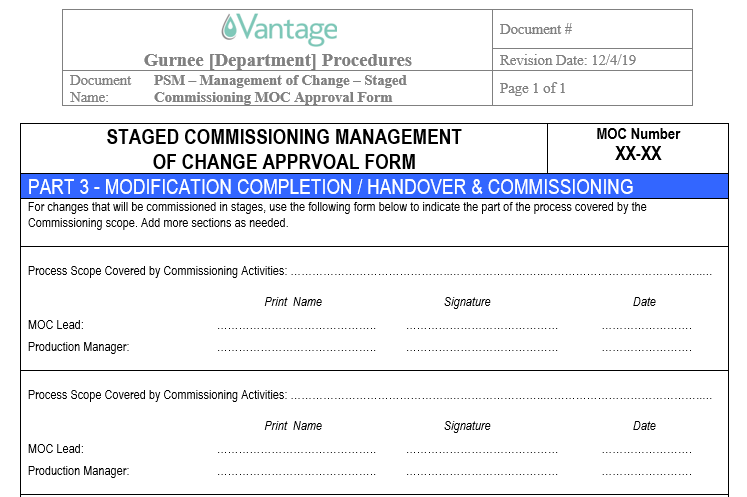 Vantage
Gurnee [Department] Procedures
Document #
Revision Date: 12/4/19
Document Name: PSM – Management of Change – Staged Commissioning MOC Approval Form
Page 1 of 1
STAGED COMMISSIONING MANAGEMENT
OF CHANGE APPRVOAL FORM
MOC Number
XX-XX
PART 3 - MODIFICATION COMPLETION / HANDOVER & COMMISSIONING
For changes that will be commissioned in stages, use the following form below to indicate the part of the process covered by the
Commissioning scope. Add more sections as needed.
Process Scope Covered by Commissioning Activities: ……………………………………………………………………………………..
Print Name Signature Date
MOC Lead: ………………………………….. ………………………………… …………………….
Production Manager: ………………………………….. ………………………………… …………………….
Process Scope Covered by Commissioning Activities: ……………………………………………………………………………………..
Print Name Signature Date
MOC Lead: ………………………………….. ………………………………… …………………….
Production Manager: ………………………………….. ………………………………… …………………….